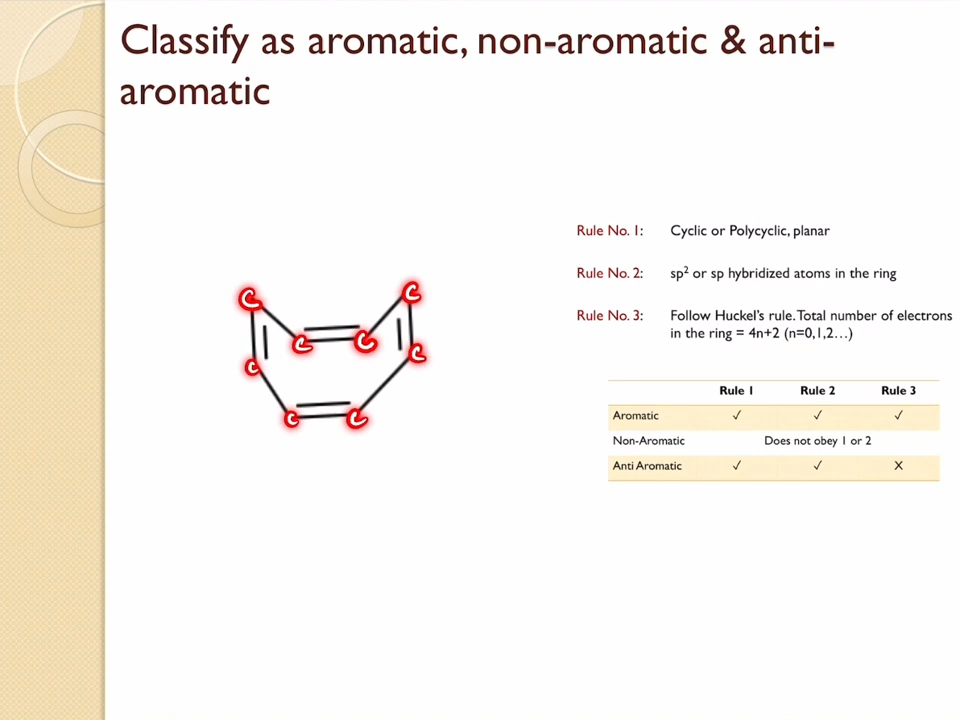 Classify as aromatic, non-aromatic & anti-
aromatic
Rule No. 1: Cyclic or Polycyclic, planar
Rule No. 2: sp² or sp hybridized atoms in the ring
Rule No. 3: Follow Huckel's rule. Total number of electrons
in the ring = 4n+2 (n=0,1,2...)
c c
c c
c c
c c
Rule 1 Rule 2 Rule 3
Aromatic ✓ ✓ ✓
Non-Aromatic Does not obey 1 or 2
Anti Aromatic ✓ ✓ X